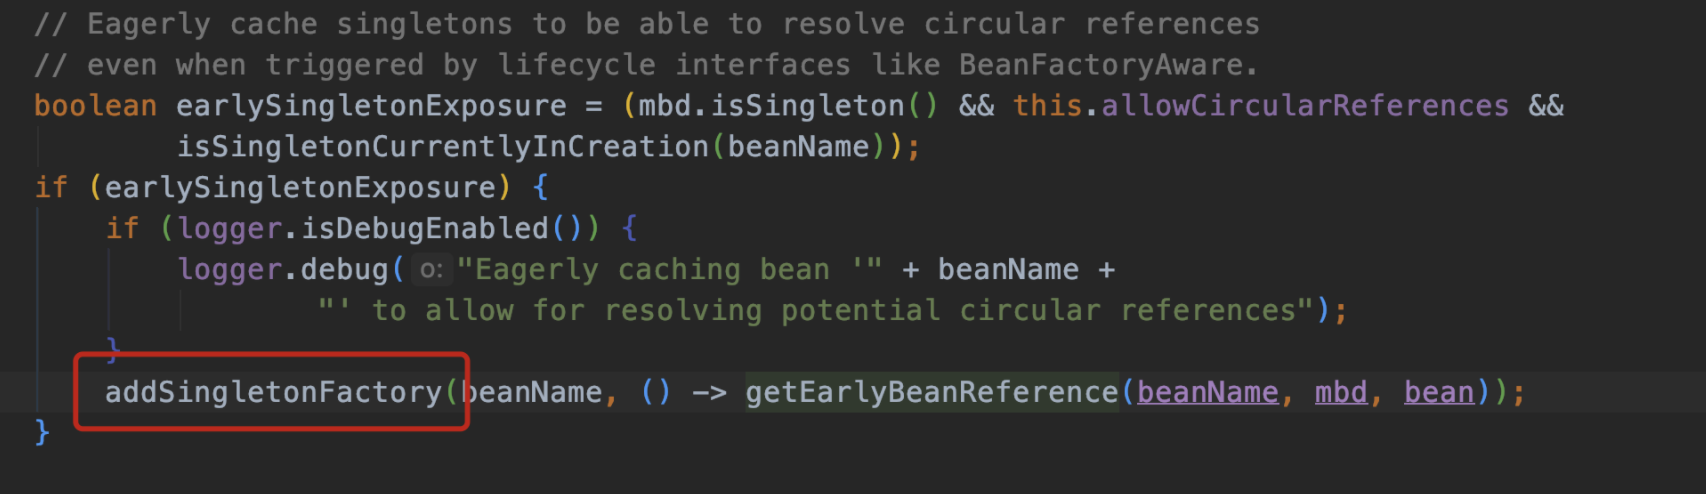 // Eagerly cache singletons to be able to resolve circular references
// even when triggered by lifecycle interfaces like BeanFactoryAware.
boolean earlySingletonExposure = (mbd.isSingleton() && this.allowCircularReferences &&
isSingletonCurrentlyInCreation(beanName));
if (earlySingletonExposure) {
if (logger.isDebugEnabled()) {
logger.debug( o: "Eagerly caching bean '" + beanName +
"' to allow for resolving potential circular references");
}
addSingletonFactory(beanName, () -> getEarlyBeanReference(beanName, mbd, bean));
}